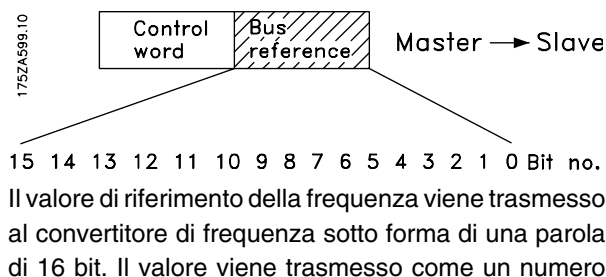 175ZA599.10
Control Bus
word reference Master → Slave
15 14 13 12 11 10 9 8 7 6 5 4 3 2 1 0 Bit no.
Il valore di riferimento della frequenza viene trasmesso
al convertitore di frequenza sotto forma di una parola
di 16 bit. Il valore viene trasmesso come un numero